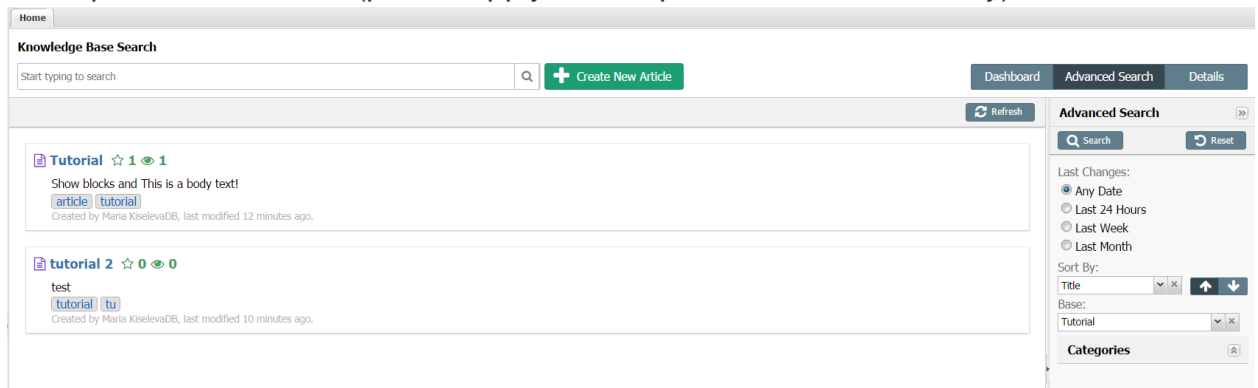 Home
Knowledge Base Search
Start typing to search
Create New Article
Dashboard Advanced Search Details
Refresh
Tutorial 1 1
Show blocks and This is a body text!
article tutorial
Created by Maria KiselevaDB, last modified 12 minutes ago.
tutorial 2 0 0
test
tutorial tu
Created by Maria KiselevaDB, last modified 10 minutes ago.
Advanced Search
Search Reset
Last Changes:
Any Date
Last 24 Hours
Last Week
Last Month
Sort By:
Title
Base:
Tutorial
Categories